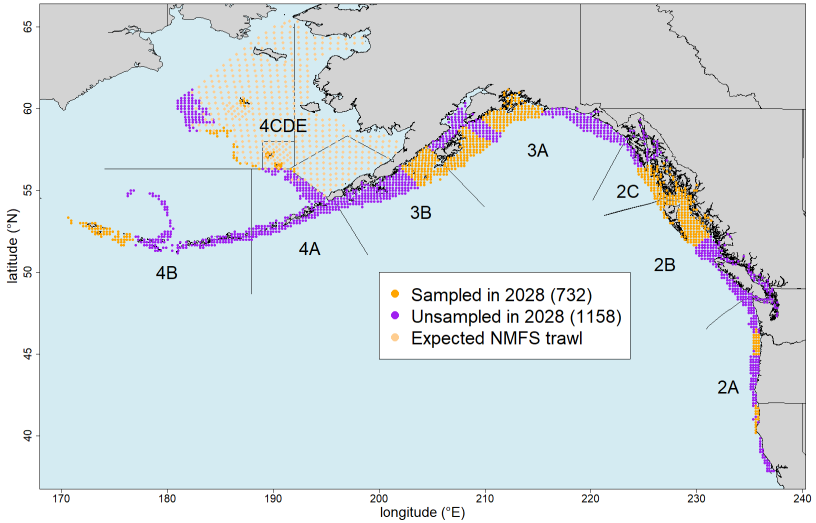 65
60
55
50
45
40
latitude (°N)
4CDE
3A
2C
3B
4A
4B
2B
2A
Sampled in 2028 (732)
Unsampled in 2028 (1158)
Expected NMFS trawl
170 180 190 200 210 220 230 240
longitude (°E)